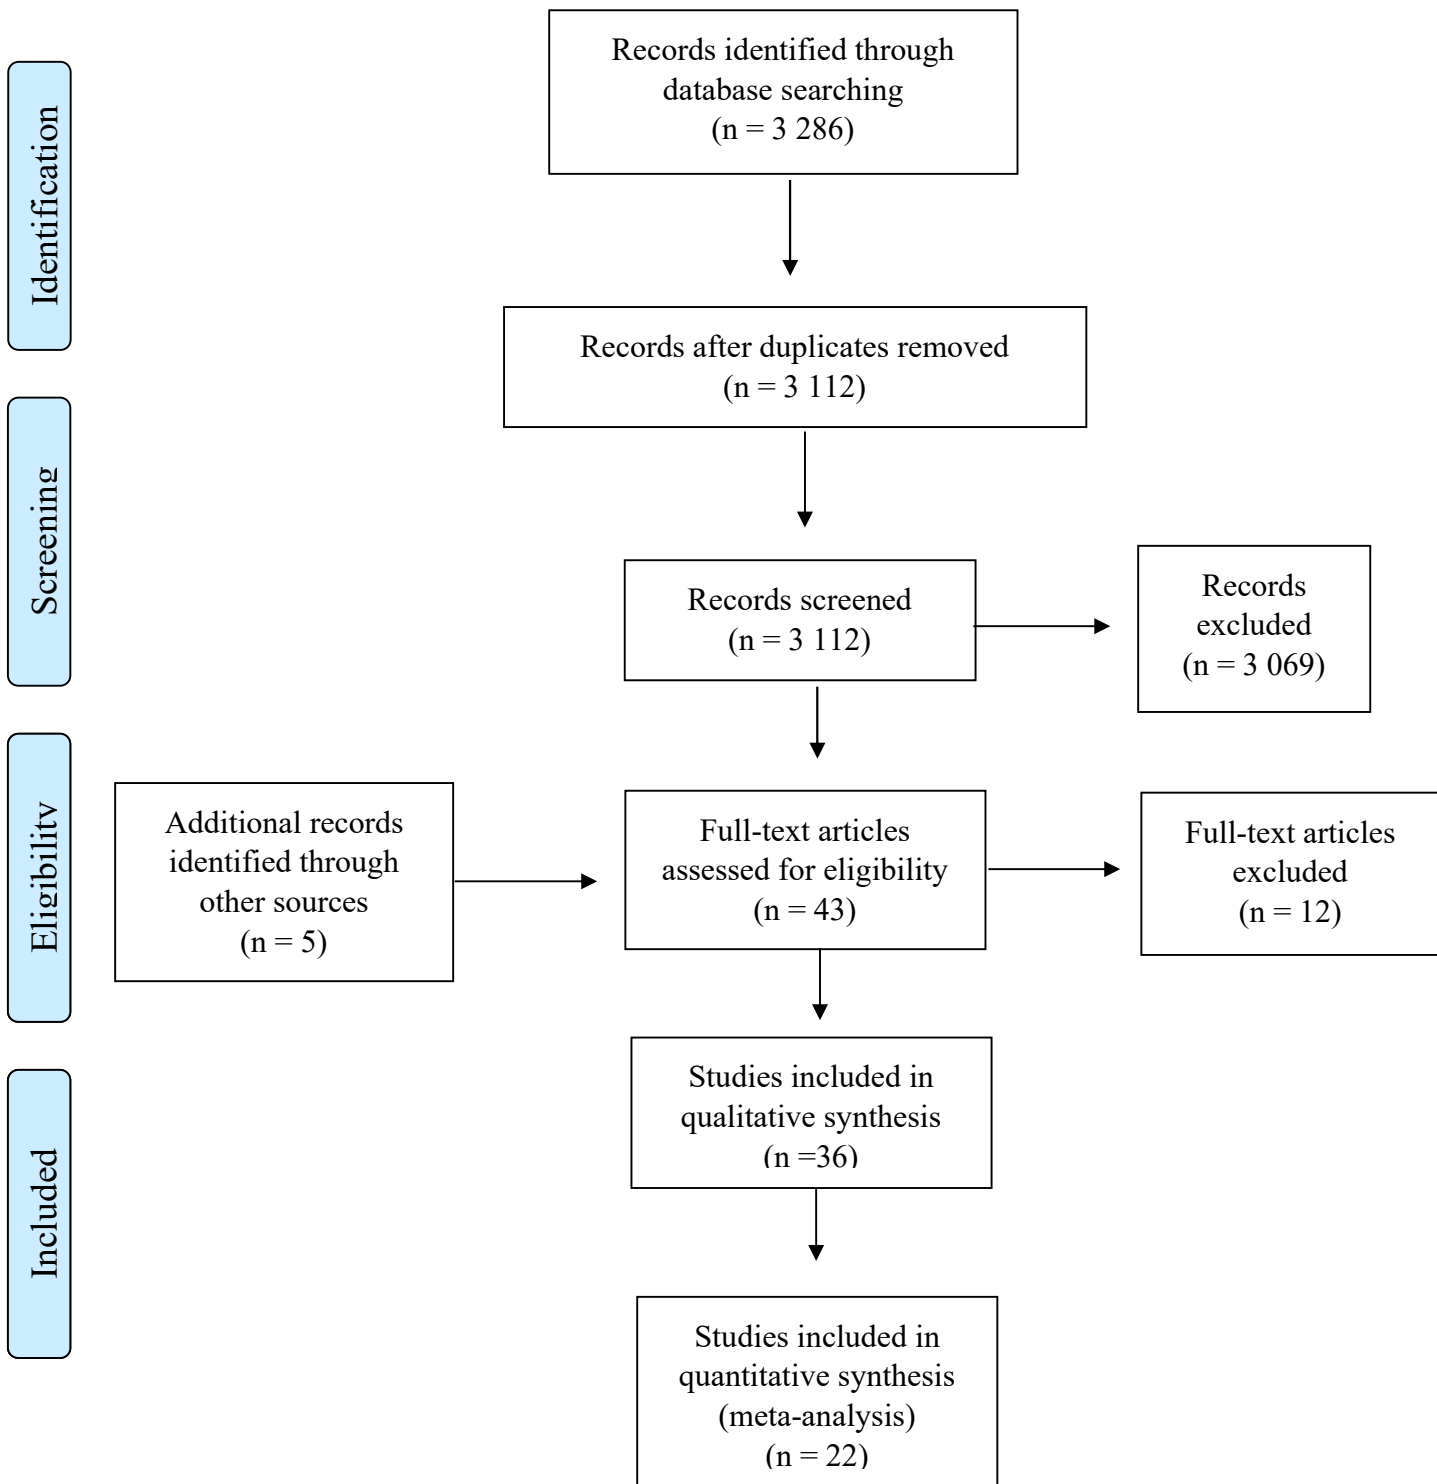 Identification
Records identified through
database searching
(n = 3 286)
Records after duplicates removed
(n = 3 112)
Screening
Records screened
(n = 3 112)
Records
excluded
(n = 3 069)
Eligibility
Additional records
identified through
other sources
(n = 5)
Full-text articles
assessed for eligibility
(n = 43)
Full-text articles
excluded
(n = 12)
Included
Studies included in
qualitative synthesis
(n =36)
Studies included in
quantitative synthesis
(meta-analysis)
(n = 22)